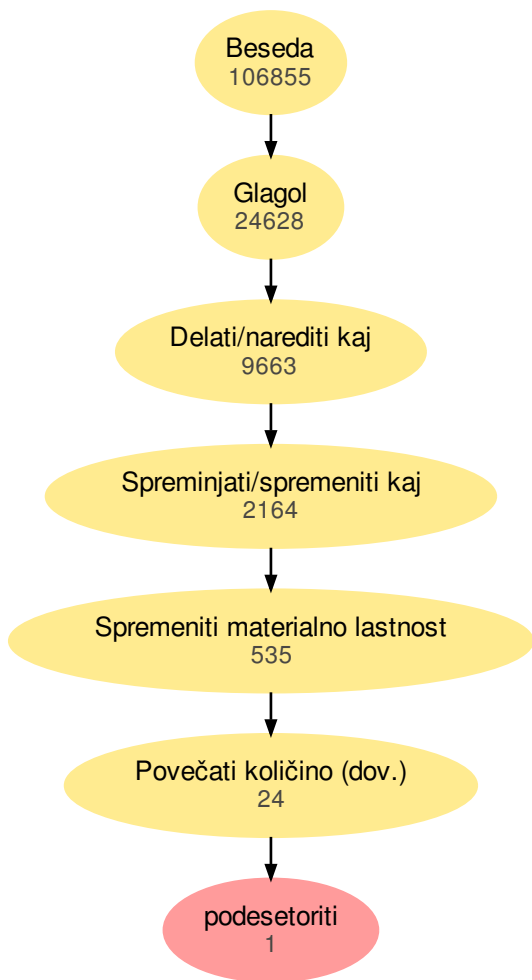 Beseda
106855
Glagol
24628
Delati/narediti kaj
9663
Spreminjati/spremeniti kaj
2164
Spremeniti materialno lastnost
535
Povečati količino (dov.)
24
podesetoriti
1